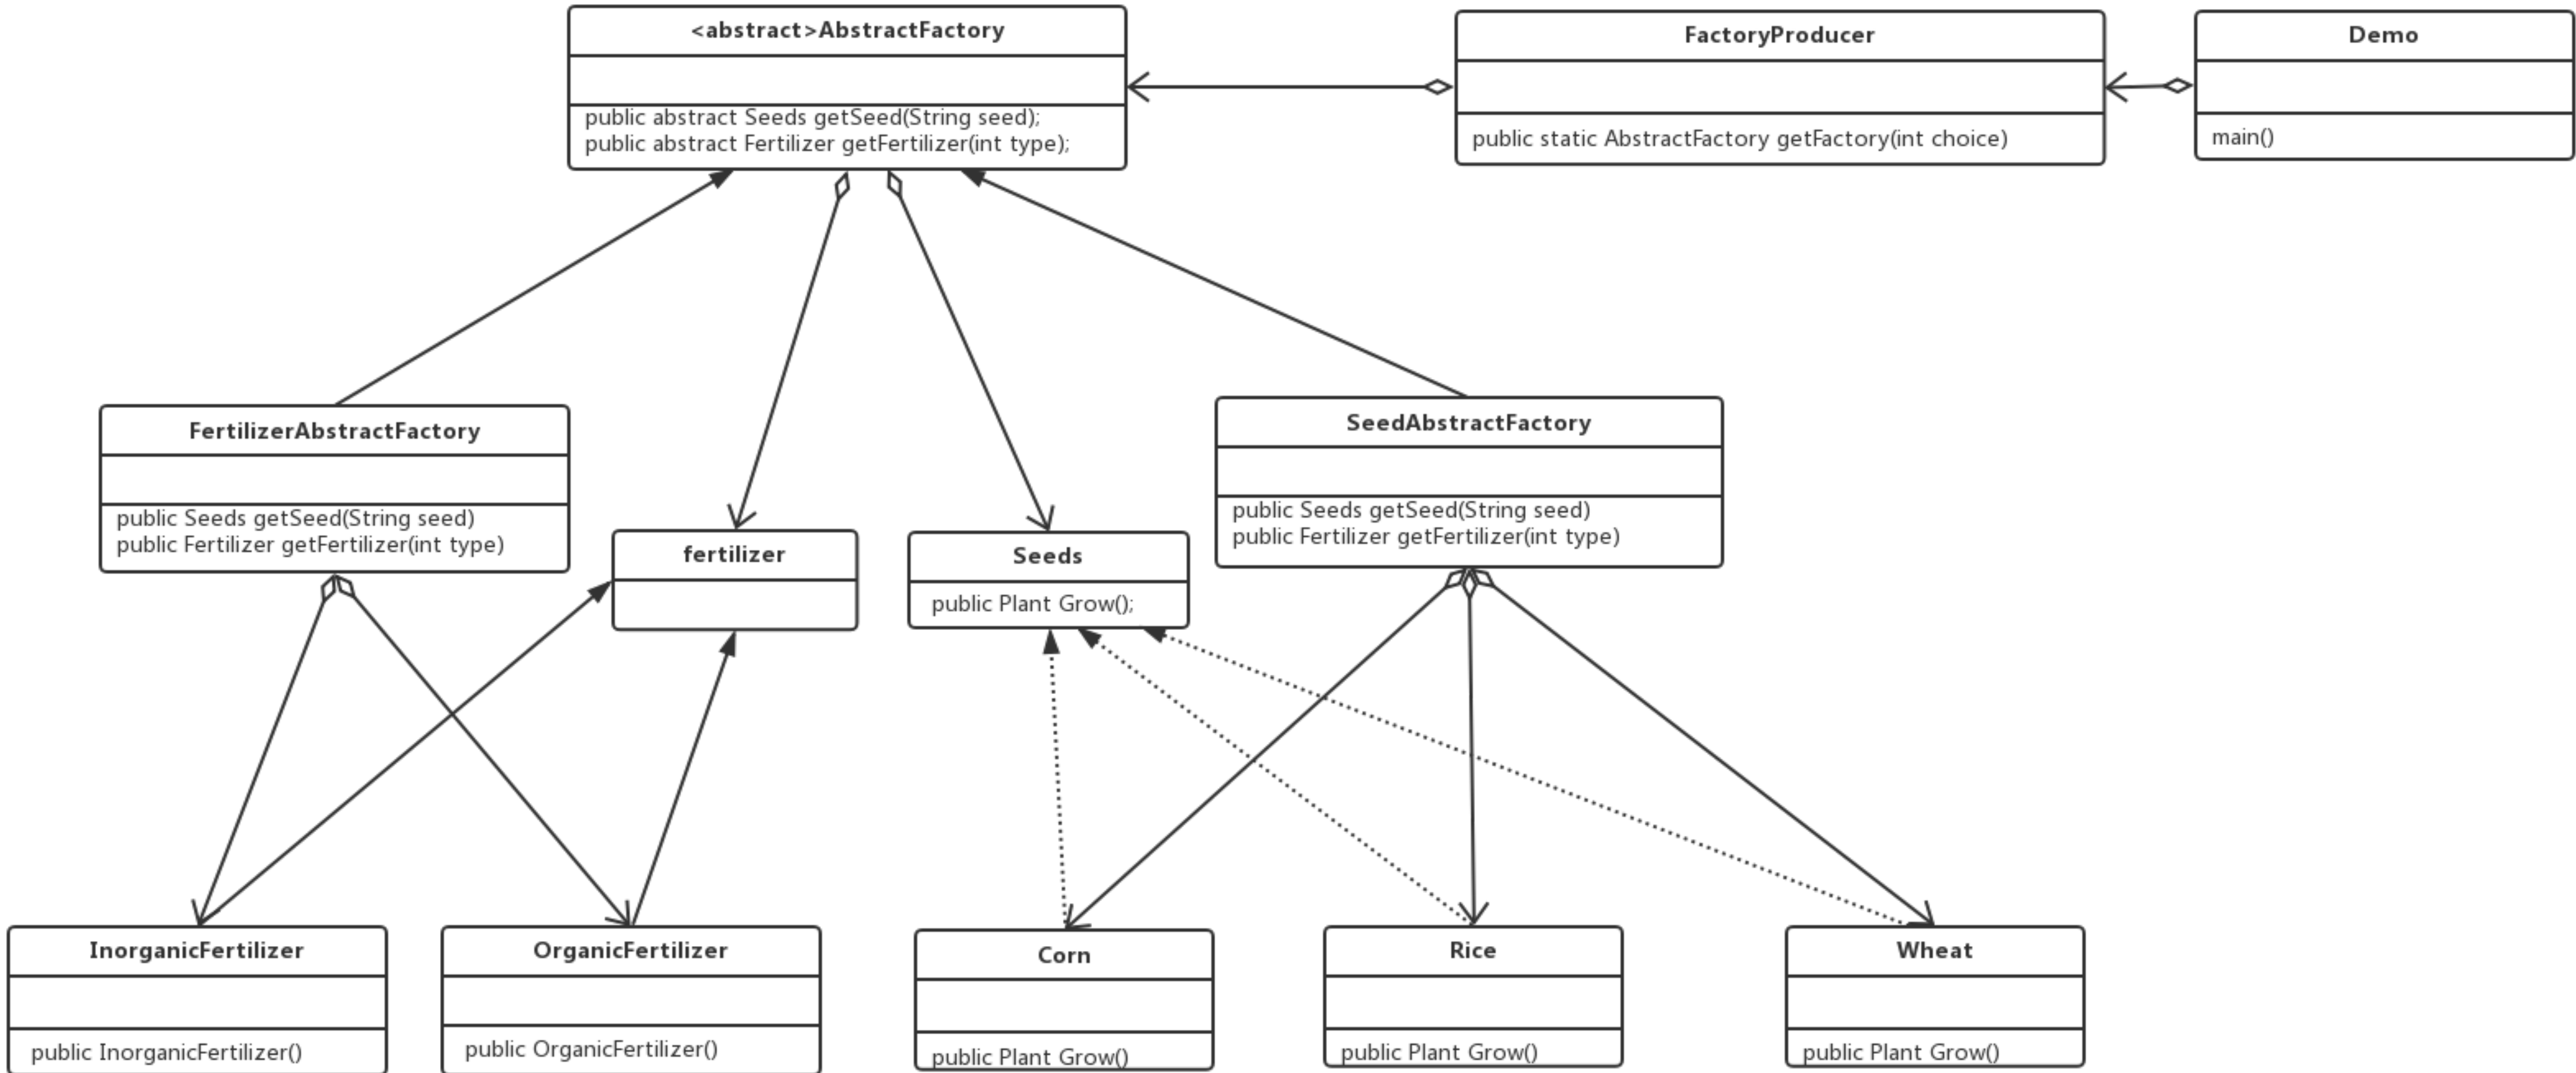 <abstract>AbstractFactory
public abstract Seeds getSeed(String seed);
public abstract Fertilizer getFertilizer(int type);
FactoryProducer
public static AbstractFactory getFactory(int choice)
Demo
main()
FertilizerAbstractFactory
public Seeds getSeed(String seed)
public Fertilizer getFertilizer(int type)
fertilizer
Seeds
public Plant Grow();
SeedAbstractFactory
public Seeds getSeed(String seed)
public Fertilizer getFertilizer(int type)
InorganicFertilizer
public InorganicFertilizer()
OrganicFertilizer
public OrganicFertilizer()
Corn
public Plant Grow()
Rice
public Plant Grow()
Wheat
public Plant Grow()